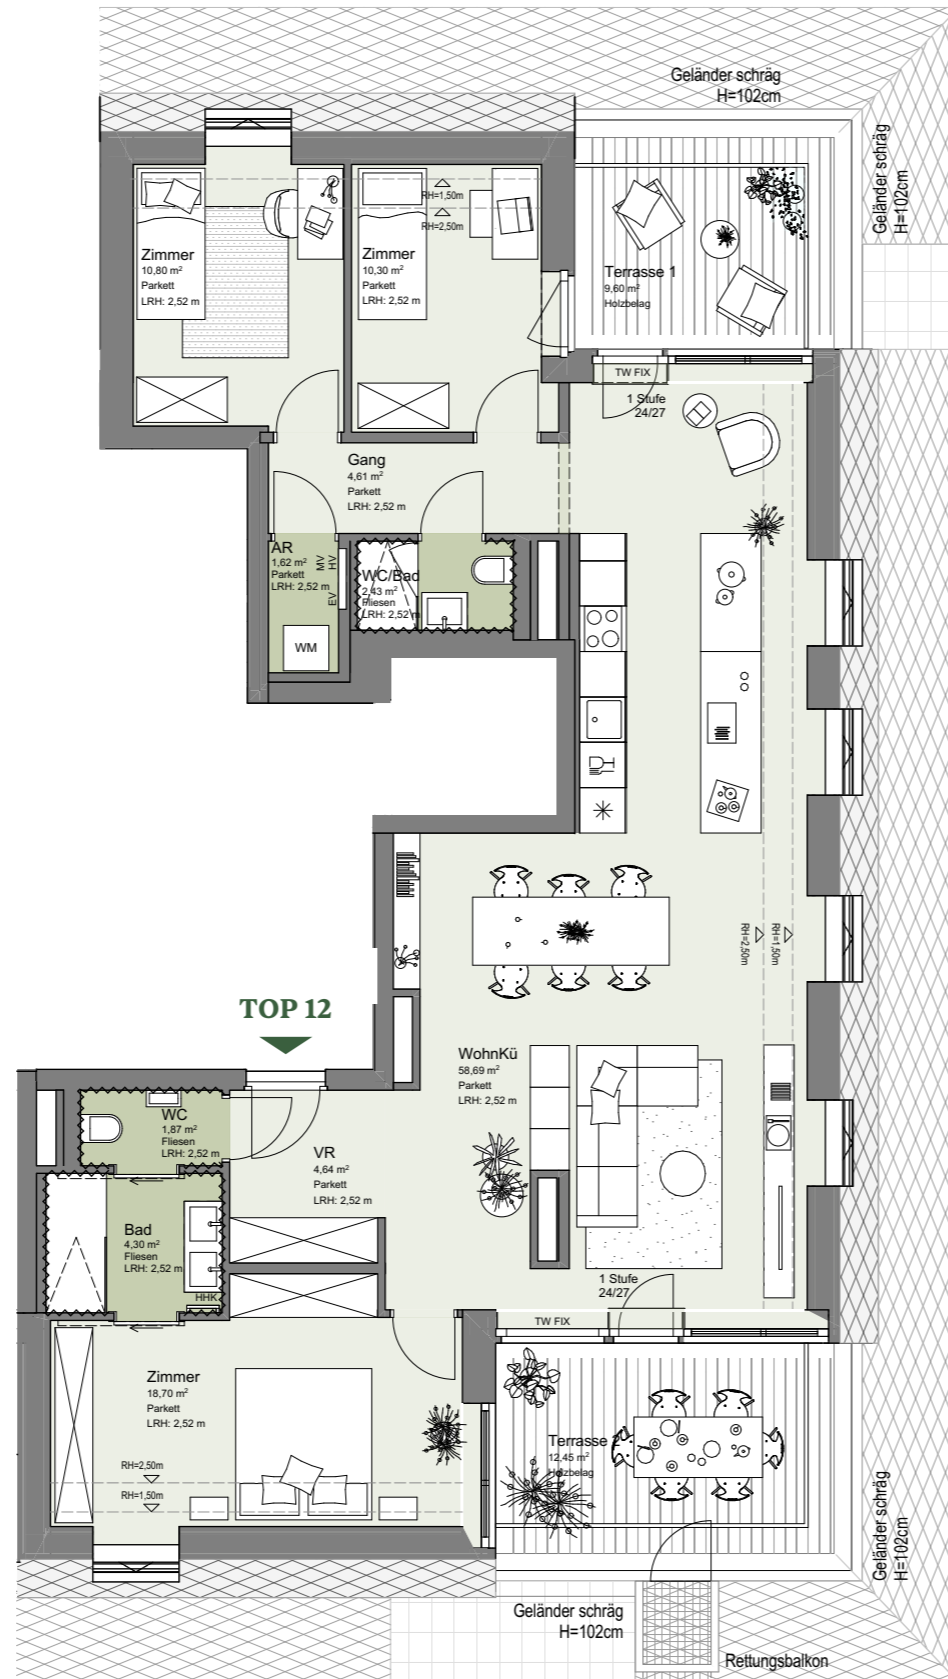 Geländer schräg
H=102cm
Geländer schräg
H=102cm
Zimmer
10,80 m²
Parkett
LRH: 2,52 m
RH=1,50m
RH=2,50m
Zimmer
10,30 m²
Parkett
LRH: 2,52 m
Terrasse 1
9,60 m²
Holzbelag
TW FIX
1 Stufe
24/27
Gang
4,61 m²
Parkett
LRH: 2,52 m
AR
1,62 m²
Parkett
LRH: 2,52 m
MV
HV
EV
WM
WC/Bad
2,43 m²
Fliesen
LRH: 2,52 m
RH=2,50m
RH=1,50m
TOP 12
WohnKü
58,69 m²
Parkett
LRH: 2,52 m
WC
1,87 m²
Fliesen
LRH: 2,52 m
VR
4,64 m²
Parkett
LRH: 2,52 m
Bad
4,30 m²
Fliesen
LRH: 2,52 m
HHK
1 Stufe
24/27
TW FIX
Zimmer
18,70 m²
Parkett
LRH: 2,52 m
RH=2,50m
RH=1,50m
Terrasse
12,45 m²
Holzbelag
Geländer schräg
H=102cm
Geländer schräg
H=102cm
Rettungsbalkon